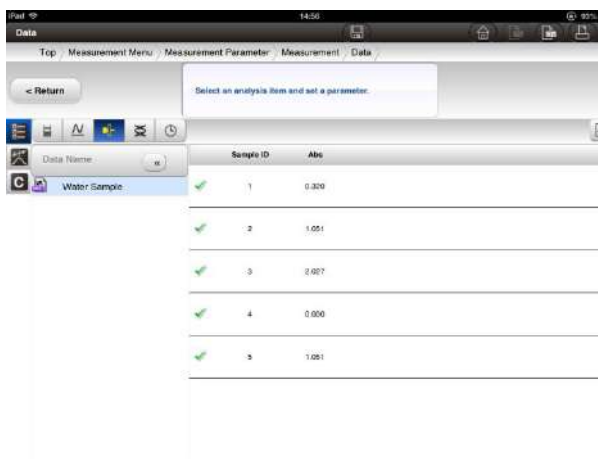 iPad 14:56 93%
Data
Top Measurement Menu Measurement Parameter Measurement Data
< Return
Select an analysis item and set a parameter.
Data Name «
Sample ID Abs
C
Water Sample
1 0.320
2 1.051
3 2.027
4 0.000
5 1.051